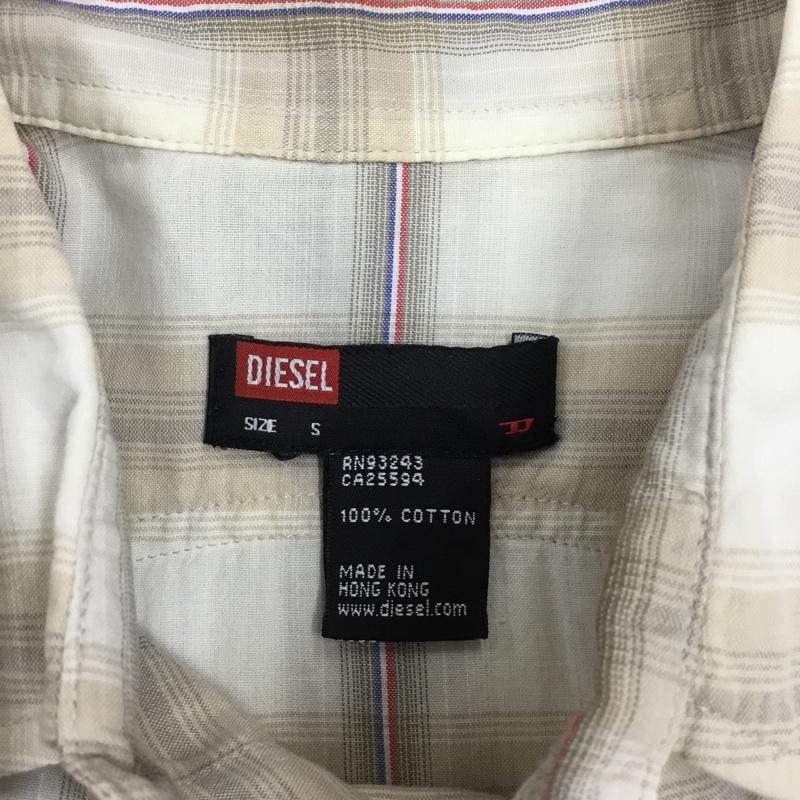 DIESEL
SIZE S
RN93243
CA25594
100% COTTON
MADE IN
HONG KONG
www.diesel.com